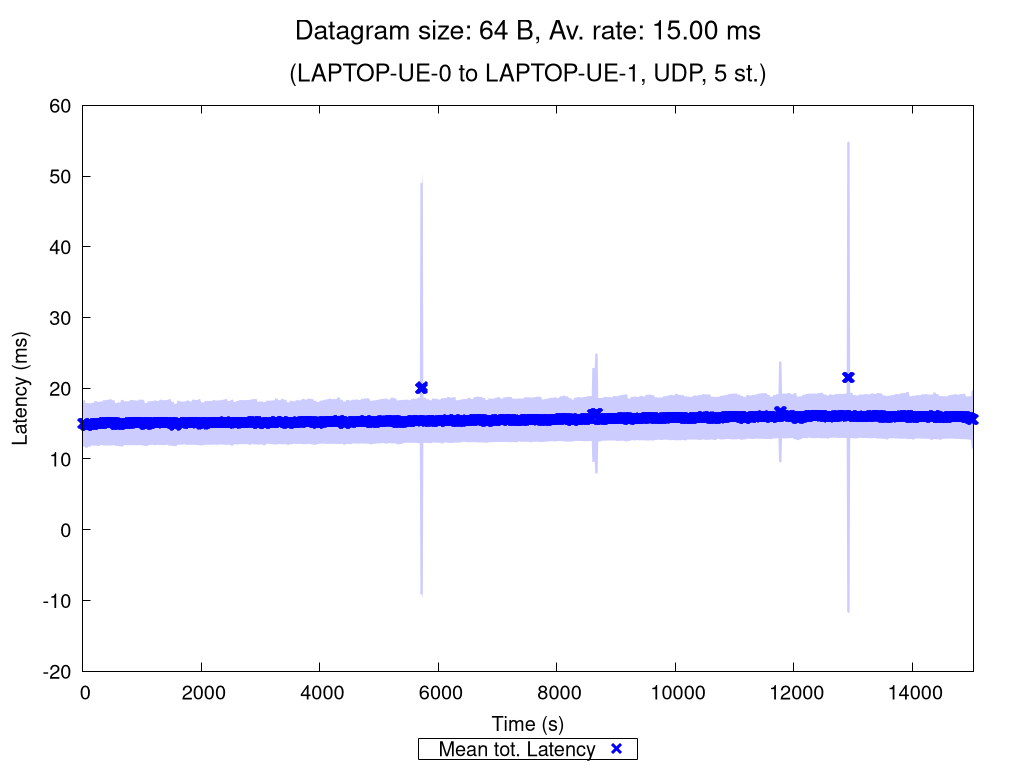 Datagram size: 64 B, Av. rate: 15.00 ms
(LAPTOP-UE-0 to LAPTOP-UE-1, UDP, 5 st.)
60
50
40
30
20
10
0
-10
-20
Latency (ms)
0 2000 4000 6000 8000 10000 12000 14000
Time (s)
Mean tot. Latency